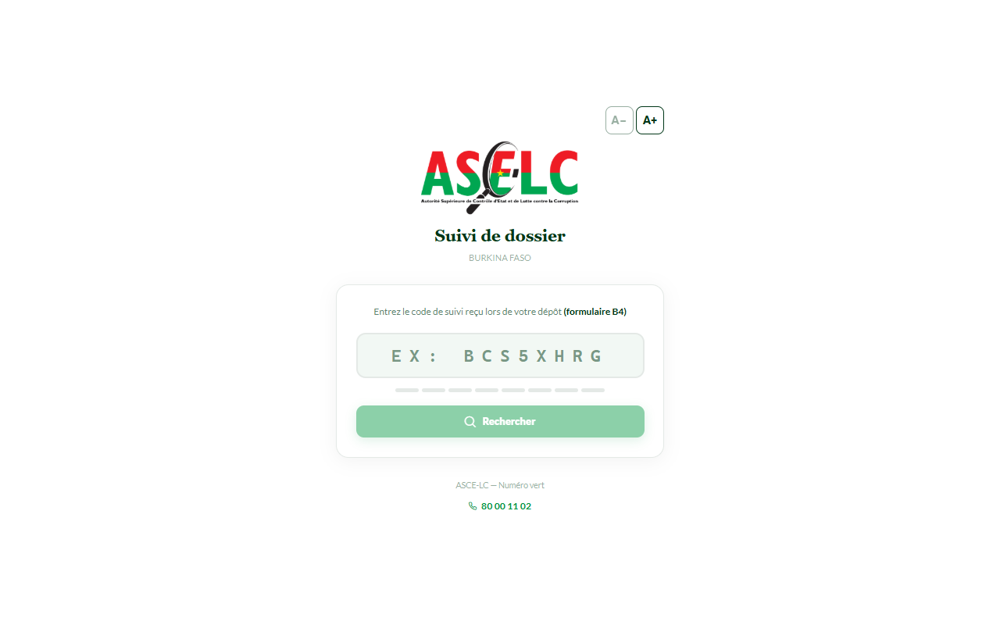 A− A+
ASCE-LC
Autorité Supérieure de Contrôle d'Etat et de Lutte contre la Corruption
Suivi de dossier
BURKINA FASO
Entrez le code de suivi reçu lors de votre dépôt (formulaire B4)
EX: BCS5XHRG
Rechercher
ASCE-LC — Numéro vert
80 00 11 02